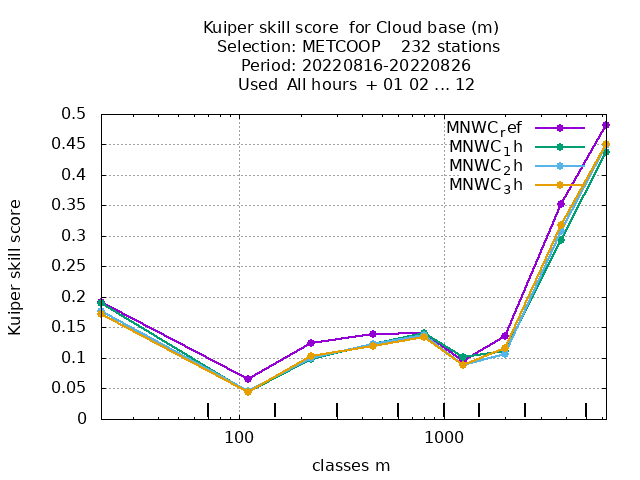 Kuiper skill score for Cloud base (m)
Selection: METCOOP 232 stations
Period: 20220816-20220826
Used All hours + 01 02 ... 12
MNWC_ref
MNWC_1h
MNWC_2h
MNWC_3h
0.5
0.45
0.4
0.35
0.3
0.25
0.2
0.15
0.1
0.05
0
Kuiper skill score
100
1000
classes m